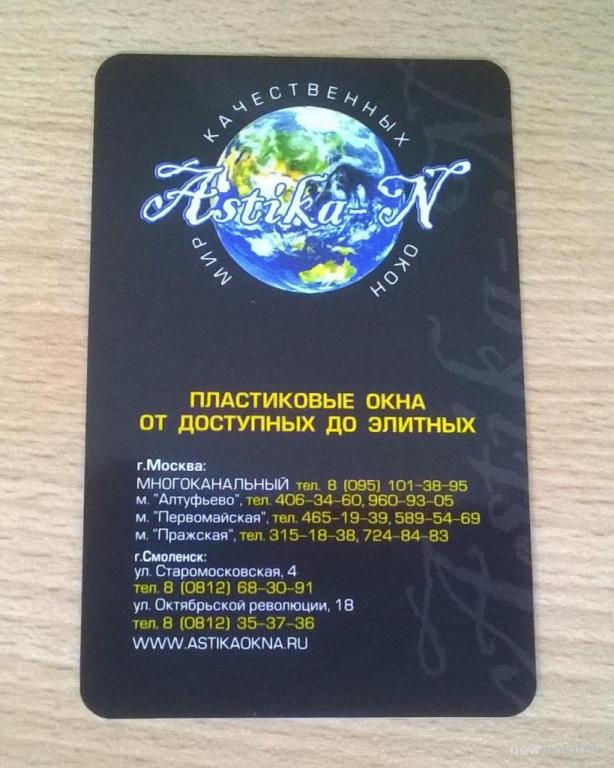 МИР КАЧЕСТВЕННЫХ ОКОН
Astika-N
ПЛАСТИКОВЫЕ ОКНА
ОТ ДОСТУПНЫХ ДО ЭЛИТНЫХ
г.Москва:
МНОГОКАНАЛЬНЫЙ тел. 8 (095) 101-38-95
м. "Алтуфьево", тел. 406-34-60, 960-93-05
м. "Первомайская", тел. 465-19-39, 589-54-69
м. "Пражская", тел. 315-18-38, 724-84-83
г.Смоленск:
ул. Старомосковская, 4
тел. 8 (0812) 68-30-91
ул. Октябрьской революции, 18
тел. 8 (0812) 35-37-36
WWW.ASTIKAOKNA.RU
Astika-N